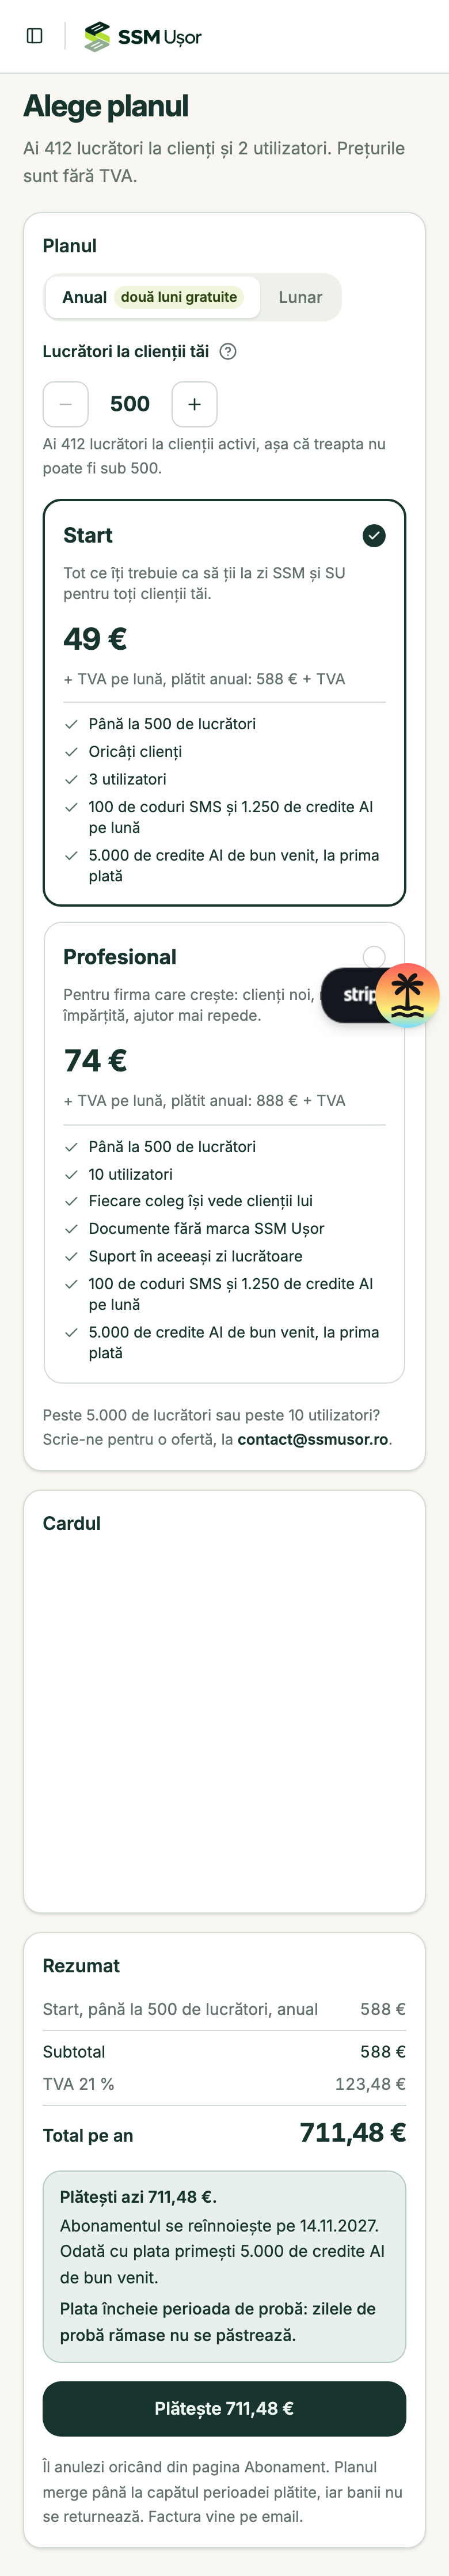 SSM Ușor
Alege planul
Ai 412 lucrători la clienți și 2 utilizatori. Prețurile
sunt fără TVA.
Planul
Anual două luni gratuite Lunar
Lucrători la clienții tăi ?
− 500 +
Ai 412 lucrători la clienții activi, așa că treapta nu
poate fi sub 500.
Start
Tot ce îți trebuie ca să ții la zi SSM și SU
pentru toți clienții tăi.
49 €
+ TVA pe lună, plătit anual: 588 € + TVA
Până la 500 de lucrători
Oricâți clienți
3 utilizatori
100 de coduri SMS și 1.250 de credite AI
pe lună
5.000 de credite AI de bun venit, la prima
plată
Profesional
Pentru firma care crește: clienți noi,
împărțită, ajutor mai repede.
74 €
+ TVA pe lună, plătit anual: 888 € + TVA
Până la 500 de lucrători
10 utilizatori
Fiecare coleg își vede clienții lui
Documente fără marca SSM Ușor
Suport în aceeași zi lucrătoare
100 de coduri SMS și 1.250 de credite AI
pe lună
5.000 de credite AI de bun venit, la prima
plată
Peste 5.000 de lucrători sau peste 10 utilizatori?
Scrie-ne pentru o ofertă, la contact@ssmusor.ro.
Cardul
Rezumat
Start, până la 500 de lucrători, anual 588 €
Subtotal 588 €
TVA 21 % 123,48 €
Total pe an 711,48 €
Plătești azi 711,48 €.
Abonamentul se reînnoiește pe 14.11.2027.
Odată cu plata primești 5.000 de credite AI
de bun venit.
Plata încheie perioada de probă: zilele de
probă rămase nu se păstrează.
Plătește 711,48 €
Îl anulezi oricând din pagina Abonament. Planul
merge până la capătul perioadei plătite, iar banii nu
se returnează. Factura vine pe email.